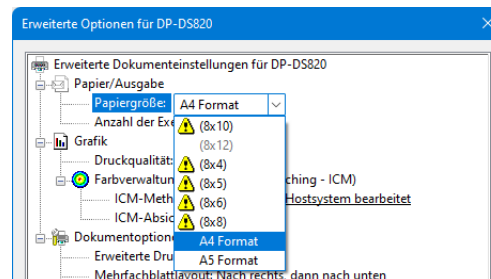 Erweiterte Optionen für DP-DS820
Erweiterte Dokumenteinstellungen für DP-DS820
Papier/Ausgabe
Papiergröße: A4 Format
Anzahl der Exe
(8x10)
Grafik
(8x12)
Druckqualität:
(8x4)
Farbverwaltun
(8x5)
ching - ICM)
ICM-Meth
(8x6)
Hostsystem bearbeitet
ICM-Absic
(8x8)
Dokumentoptione
A4 Format
Erweiterte Dru
A5 Format
Mehrfachblattlayout: Nach rechts, dann nach unten